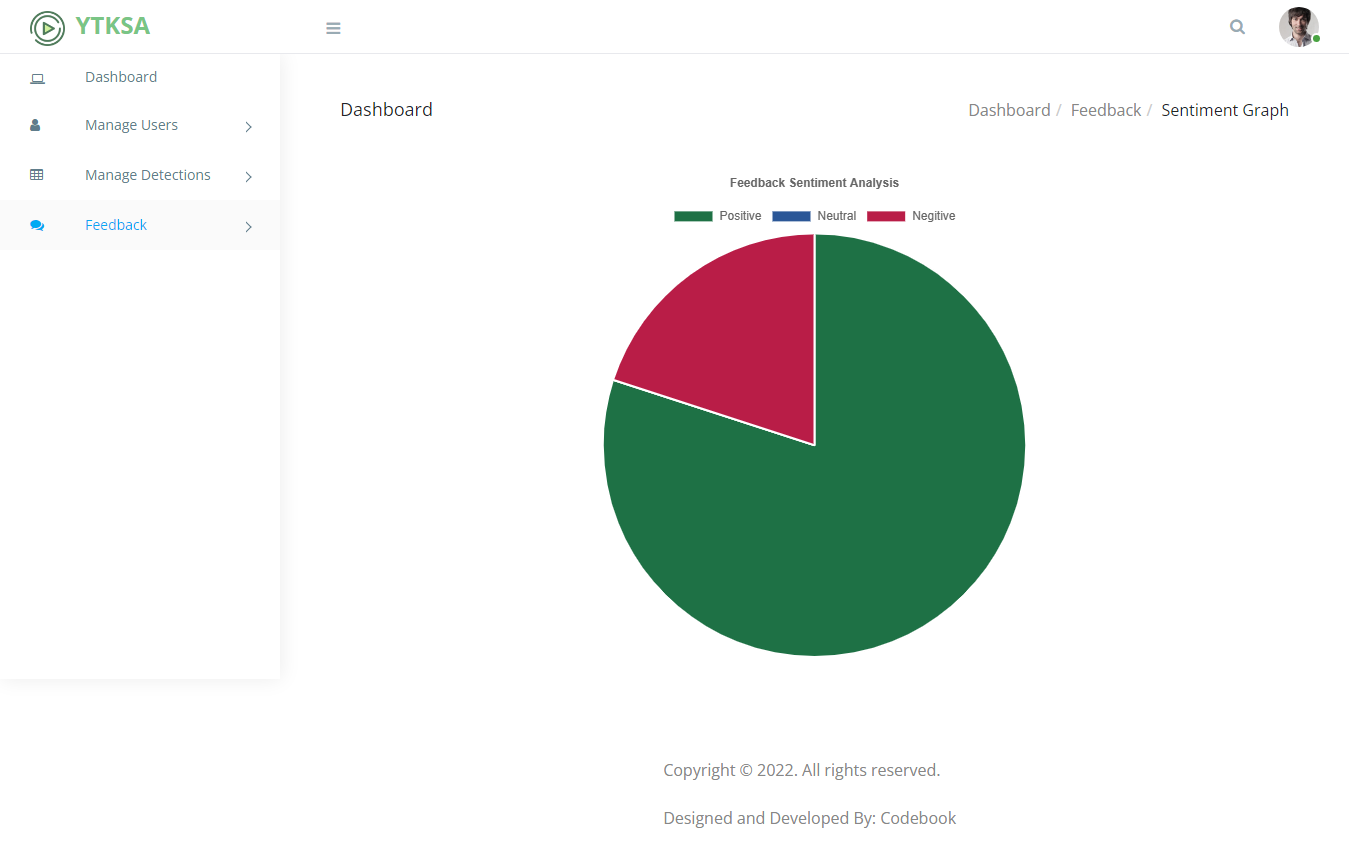 YTKSA
Dashboard
Manage Users
Manage Detections
Feedback
Dashboard
Dashboard / Feedback / Sentiment Graph
Feedback Sentiment Analysis
Positive Neutral Negitive
Copyright © 2022. All rights reserved.
Designed and Developed By: Codebook